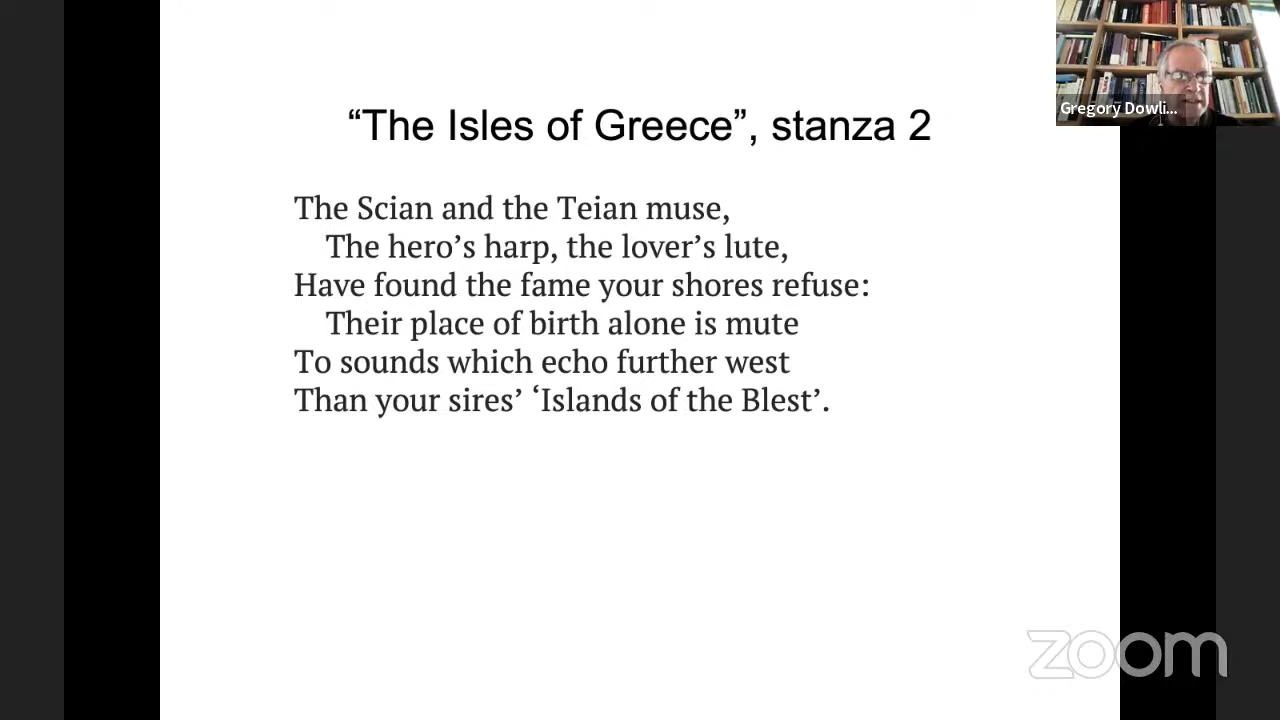 “The Isles of Greece”, stanza 2
Gregory Dowli...
The Scian and the Teian muse,
The hero’s harp, the lover’s lute,
Have found the fame your shores refuse:
Their place of birth alone is mute
To sounds which echo further west
Than your sires’ ‘Islands of the Blest’.
zoom